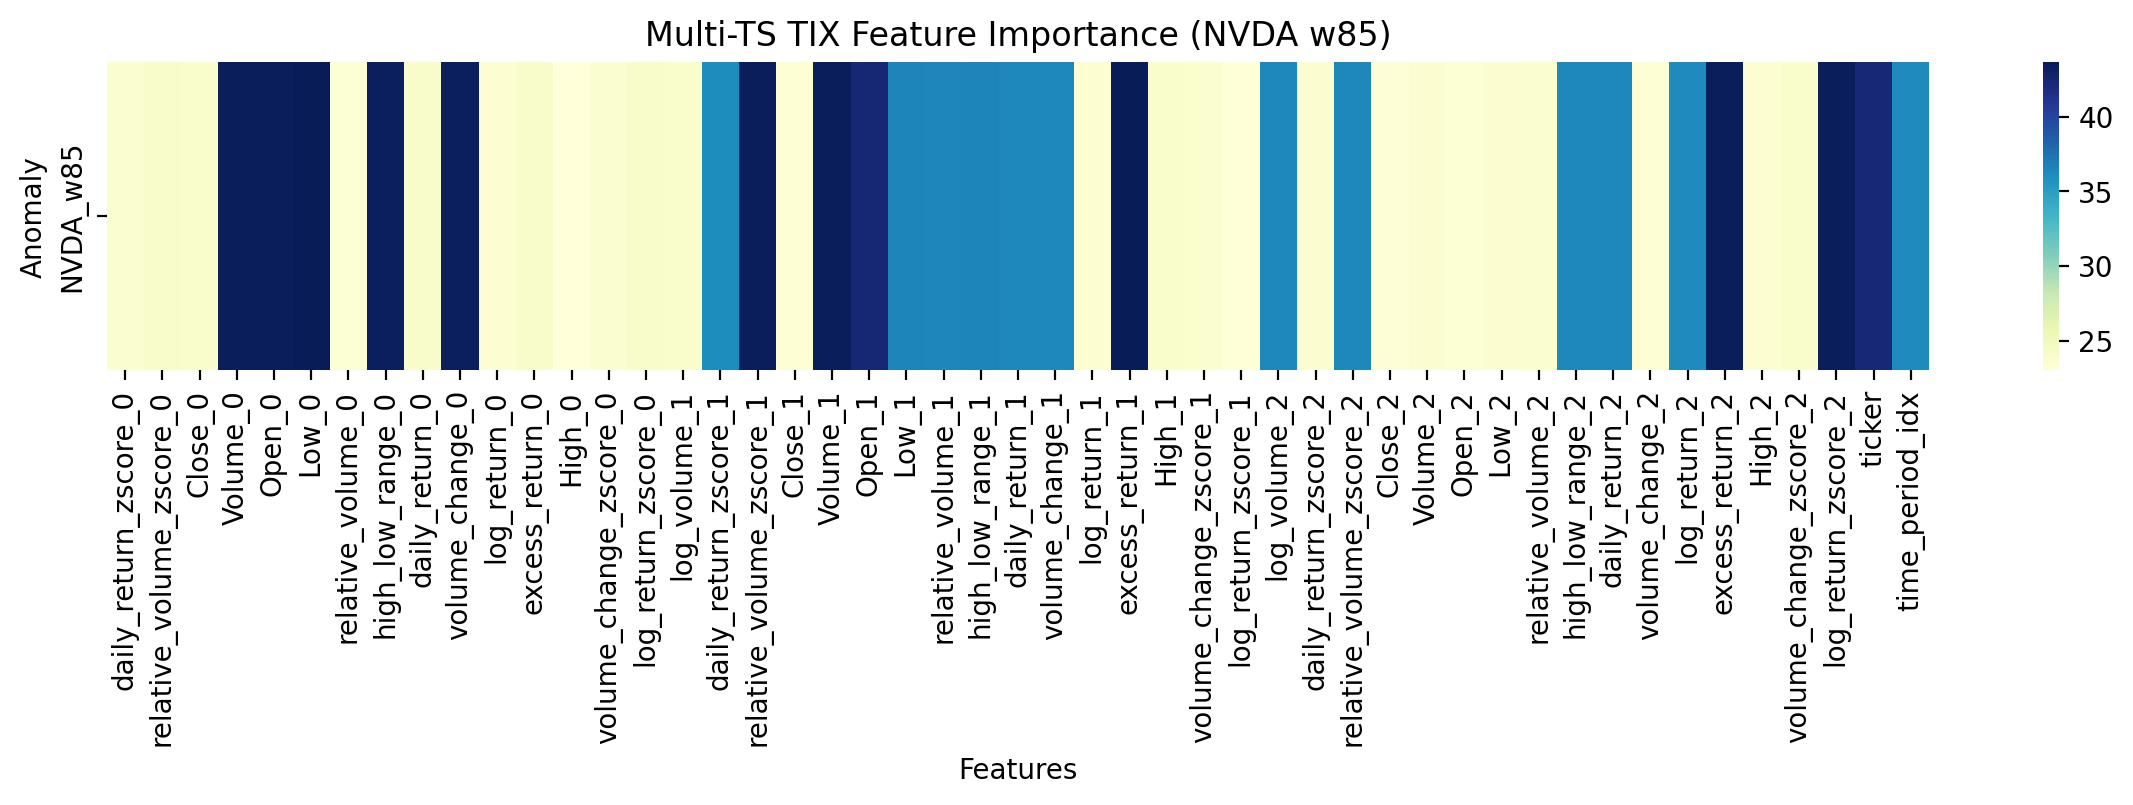 Multi-TS TIX Feature Importance (NVDA w85)
Anomaly
NVDA_w85
40
35
30
25
daily_return_zscore_0
relative_volume_zscore_0
Close_0
Volume_0
Open_0
Low_0
relative_volume_0
high_low_range_0
daily_return_0
volume_change_0
log_return_0
excess_return_0
High_0
volume_change_zscore_0
log_return_zscore_0
log_volume_1
daily_return_zscore_1
relative_volume_zscore_1
Close_1
Volume_1
Open_1
Low_1
relative_volume_1
high_low_range_1
daily_return_1
volume_change_1
log_return_1
excess_return_1
High_1
volume_change_zscore_1
log_return_zscore_1
log_volume_2
daily_return_zscore_2
relative_volume_zscore_2
Close_2
Volume_2
Open_2
Low_2
relative_volume_2
high_low_range_2
daily_return_2
volume_change_2
log_return_2
excess_return_2
High_2
volume_change_zscore_2
log_return_zscore_2
ticker
time_period_idx
Features